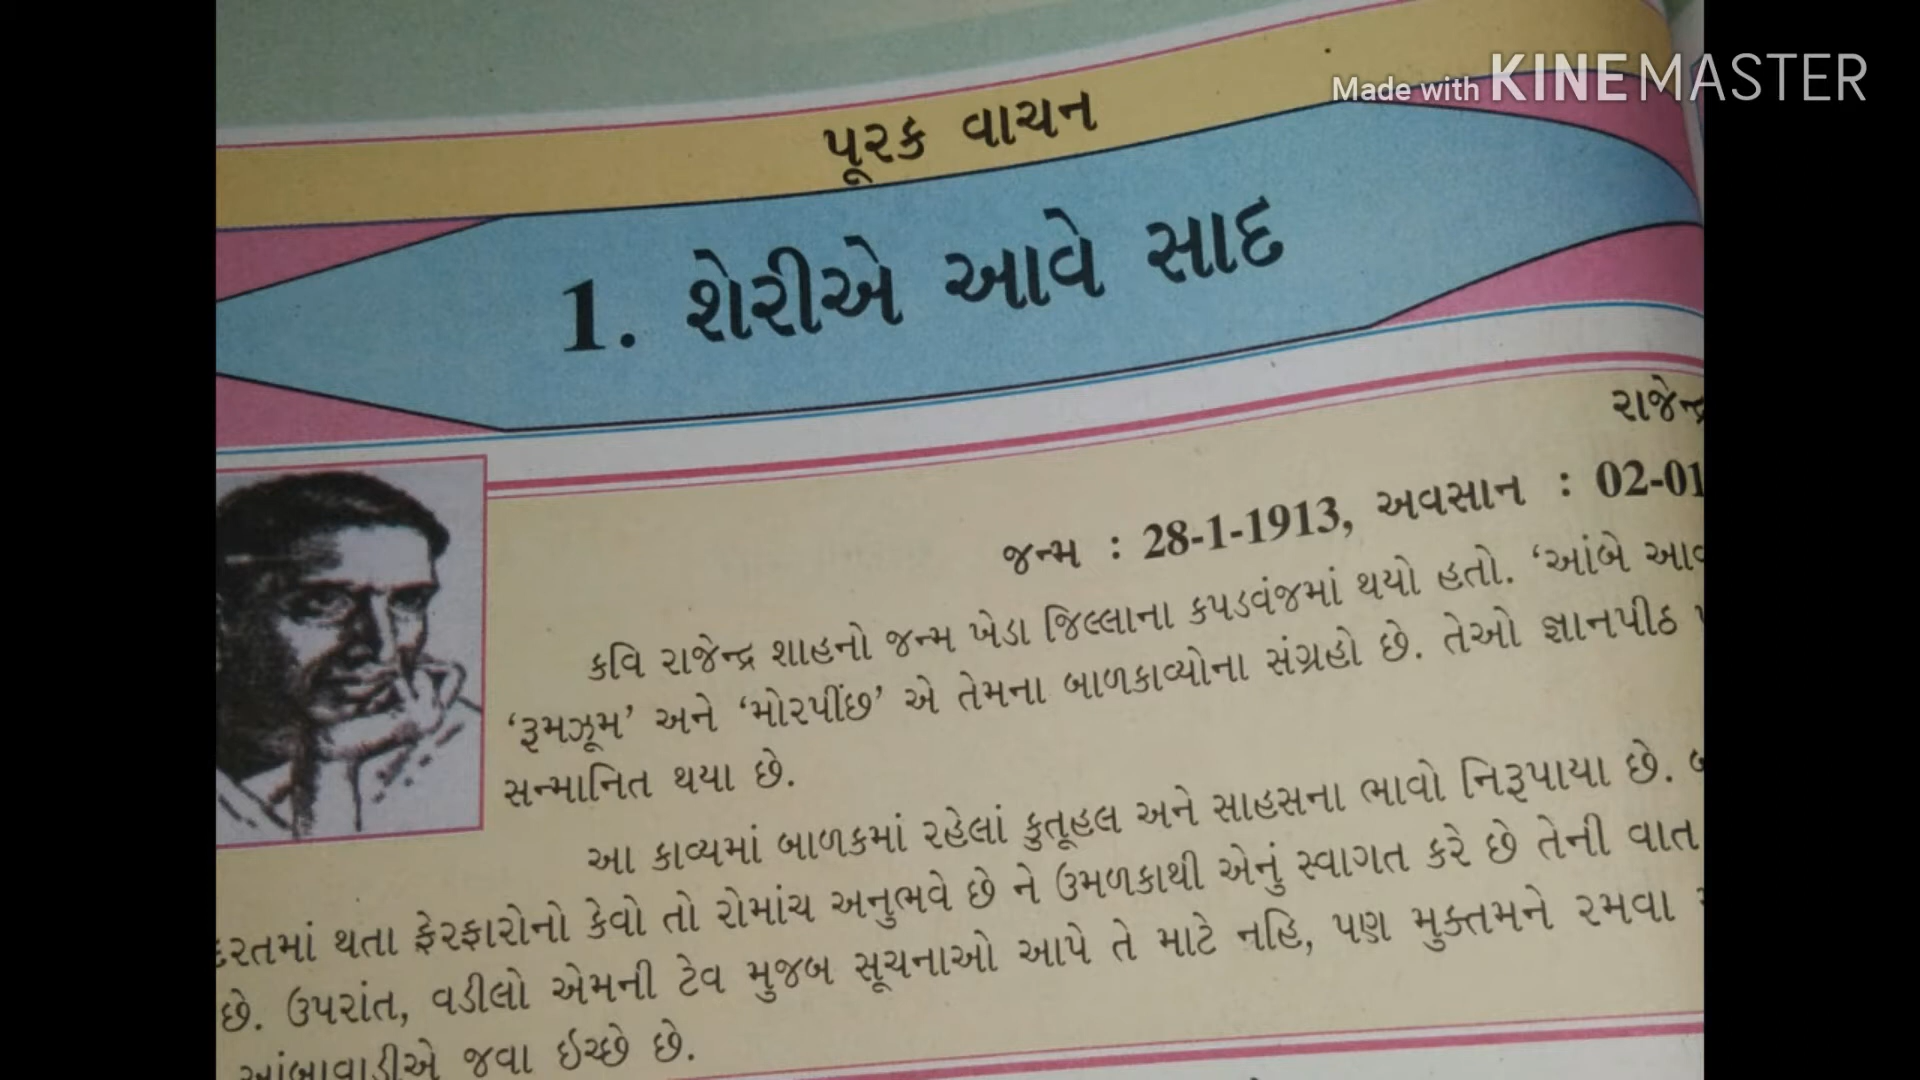 Made with KINEMASTER
પૂરક વાચન
1. શેરીએ આવે સાદ
જન્મ : 28-1-1913, અવસાન : 02-01
કવિ રાજેન્દ્ર શાહનો જન્મ ખેડા જિલ્લાના કપડવંજમાં થયો હતો. ‘આંબે
‘રૂમઝૂમ’ અને ‘મોરપીંછ’ એ તેમના બાળકાવ્યોના સંગ્રહો છે. તેઓ જ્ઞાનપીઠ
સન્માનિત થયા છે.
આ કાવ્યમાં બાળકમાં રહેલાં કુતૂહલ અને સાહસના ભાવો નિરૂપાયા છે.
થતા ફેરફારોનો કેવો તો રોમાંચ અનુભવે છે ને ઉમળકાથી એનું સ્વાગત કરે છે તેની વાત
છે. ઉપરાંત, વડીલો એમની ટેવ મુજબ સૂચનાઓ આપે તે માટે નહિ, પણ મુક્તમને રમવા
આંબાવાડીએ જવા ઇચ્છે છે.